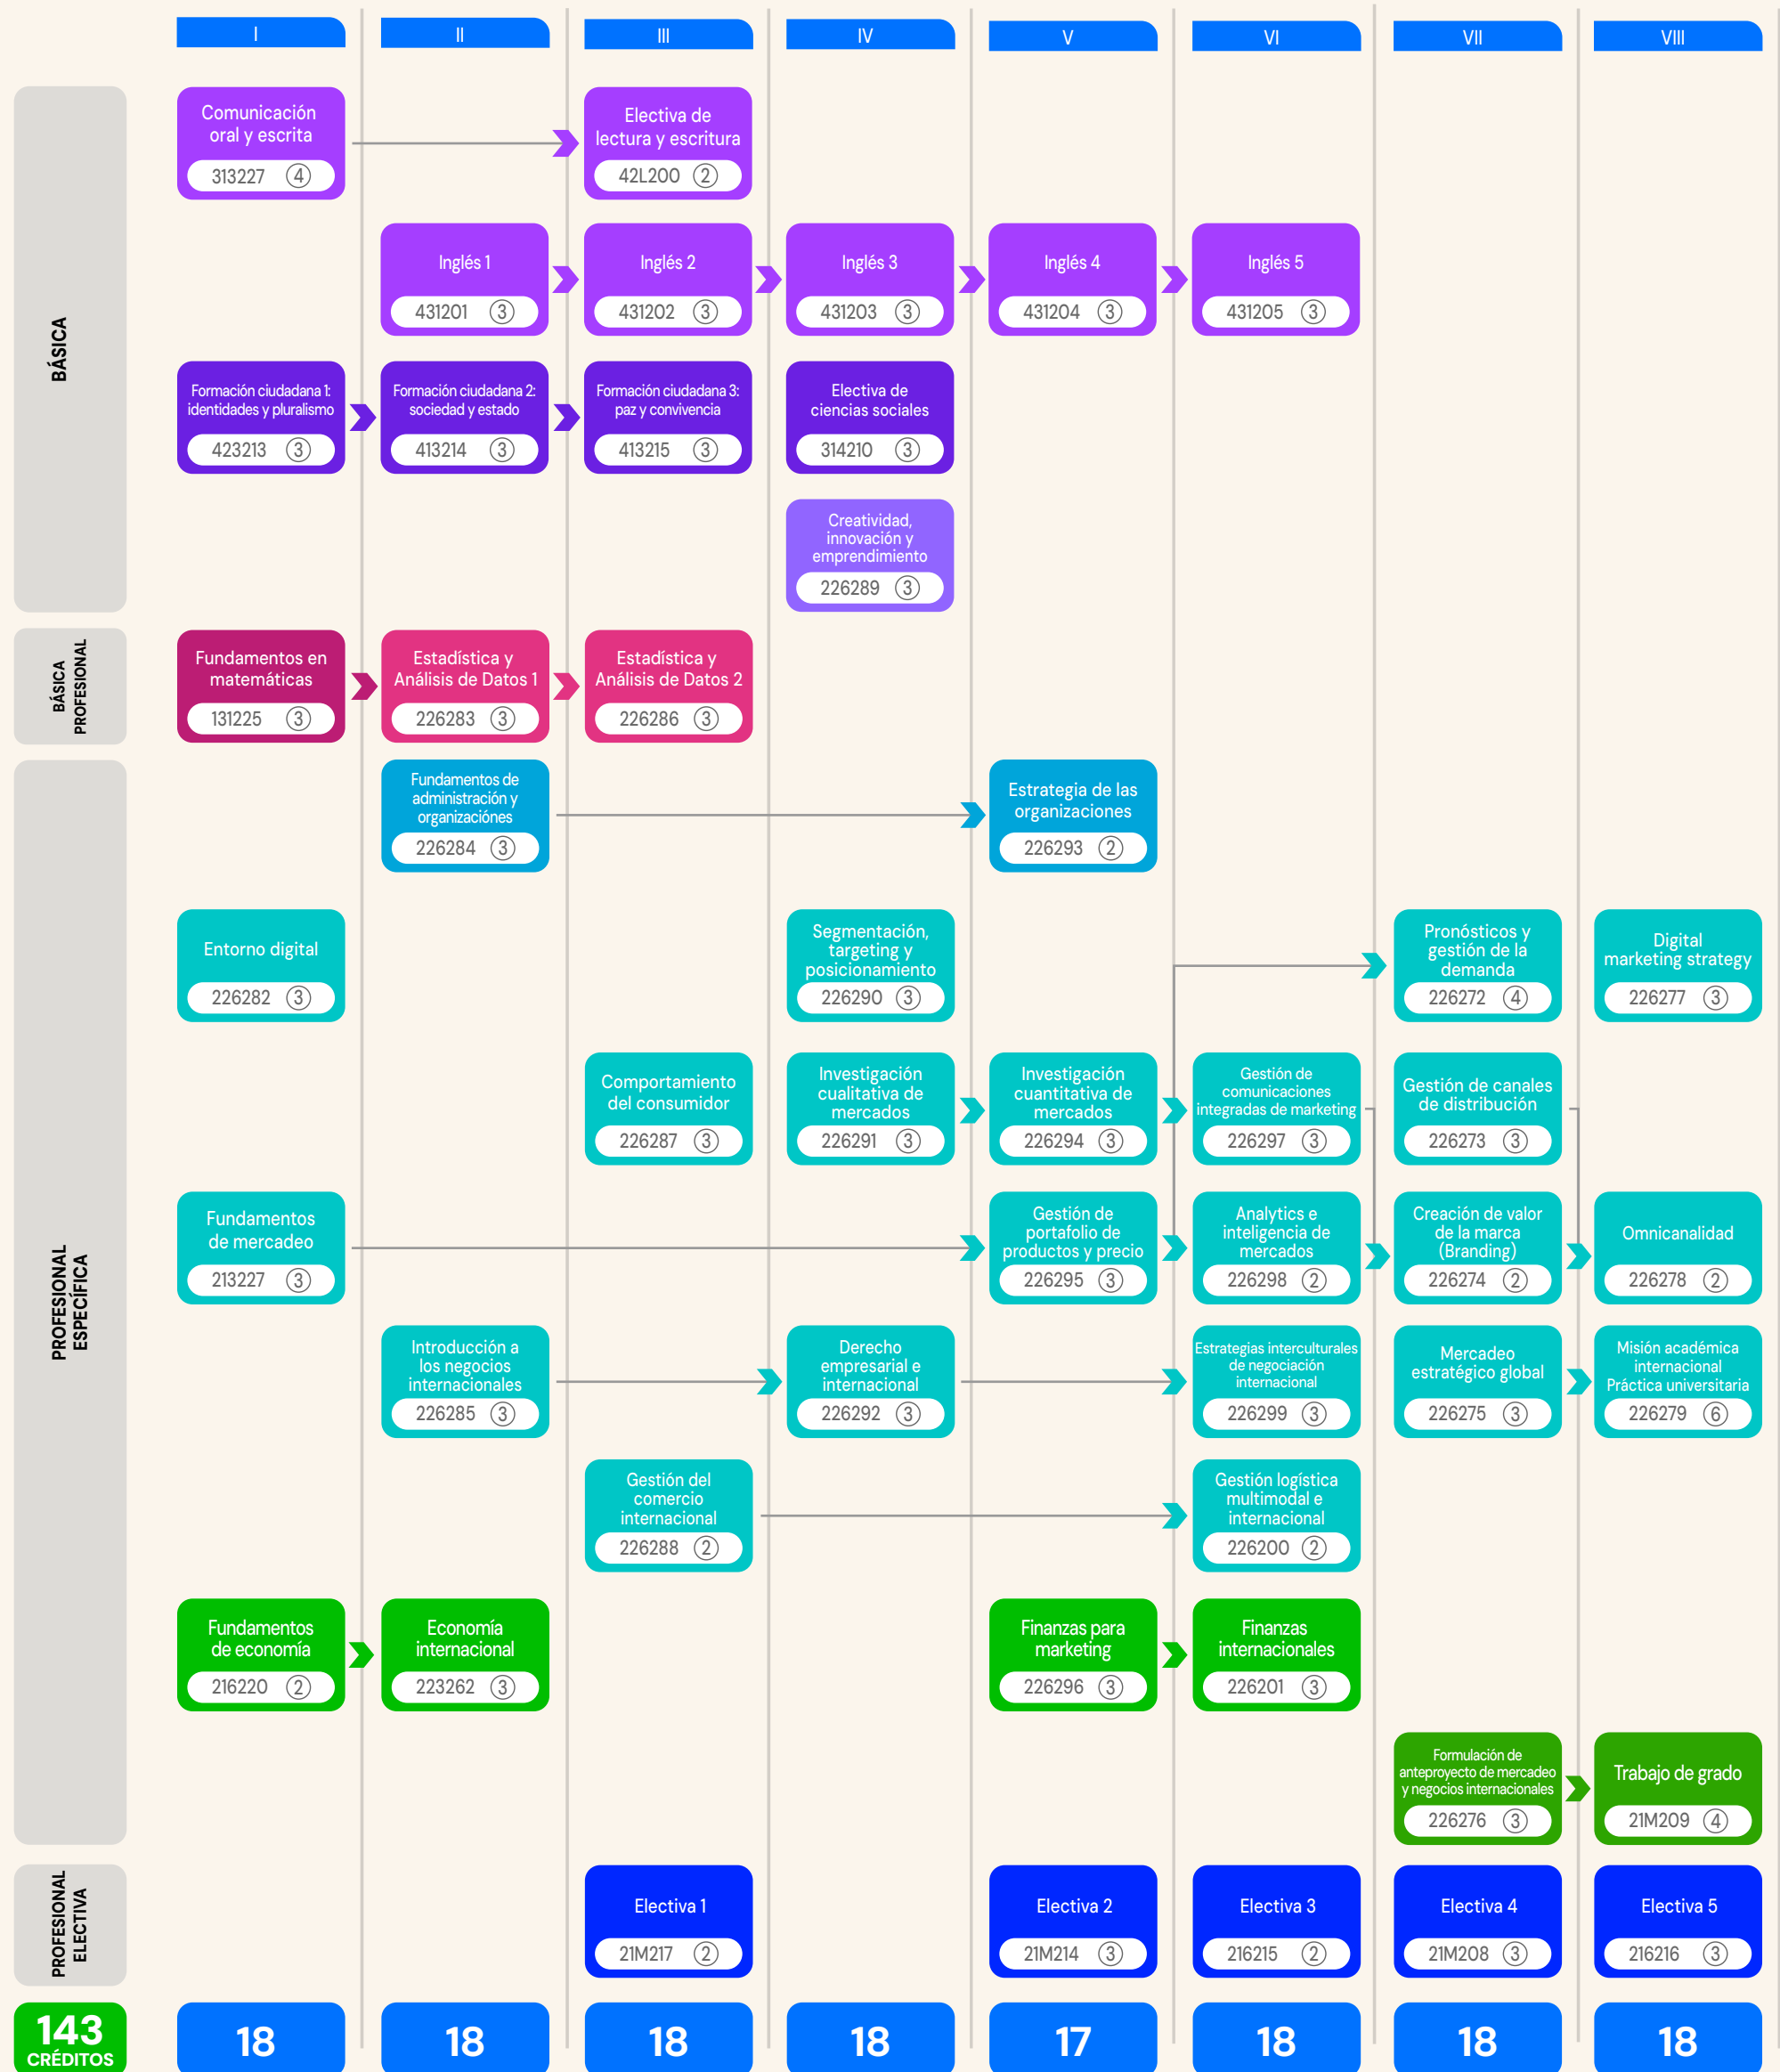 I II III IV V VI VII VIII
BÁSICA
Comunicación
oral y escrita
313227 4
Electiva de
lectura y escritura
42L200 2
Inglés 1
431201 3
Inglés 2
431202 3
Inglés 3
431203 3
Inglés 4
431204 3
Inglés 5
431205 3
Formación ciudadana 1:
identidades y pluralismo
423213 3
Formación ciudadana 2:
sociedad y estado
413214 3
Formación ciudadana 3:
paz y convivencia
413215 3
Electiva de
ciencias sociales
314210 3
Creatividad,
innovación y
emprendimiento
226289 3
BÁSICA
PROFESIONAL
Fundamentos en
matemáticas
131225 3
Estadística y
Análisis de Datos 1
226283 3
Estadística y
Análisis de Datos 2
226286 3
PROFESIONAL
ESPECÍFICA
Fundamentos de
administración y
organizaciónes
226284 3
Estrategia de las
organizaciones
226293 2
Entorno digital
226282 3
Segmentación,
targeting y
posicionamiento
226290 3
Pronósticos y
gestión de la
demanda
226272 4
Digital
marketing strategy
226277 3
Comportamiento
del consumidor
226287 3
Investigación
cualitativa de
mercados
226291 3
Investigación
cuantitativa de
mercados
226294 3
Gestión de
comunicaciones
integradas de marketing
226297 3
Gestión de canales
de distribución
226273 3
Fundamentos
de mercadeo
213227 3
Gestión de
portafolio de
productos y precio
226295 3
Analytics e
inteligencia de
mercados
226298 2
Creación de valor
de la marca
(Branding)
226274 2
Omnicanalidad
226278 2
Introducción a
los negocios
internacionales
226285 3
Derecho
empresarial e
internacional
226292 3
Estrategias interculturales
de negociación
internacional
226299 3
Mercadeo
estratégico global
226275 3
Misión académica
internacional
Práctica universitaria
226279 6
Gestión del
comercio
internacional
226288 2
Gestión logística
multimodal e
internacional
226200 2
Fundamentos
de economía
216220 2
Economía
internacional
223262 3
Finanzas para
marketing
226296 3
Finanzas
internacionales
226201 3
Formulación de
anteproyecto de mercadeo
y negocios internacionales
226276 3
Trabajo de grado
21M209 4
PROFESIONAL
ELECTIVA
Electiva 1
21M217 2
Electiva 2
21M214 3
Electiva 3
216215 2
Electiva 4
21M208 3
Electiva 5
216216 3
143
CRÉDITOS
18 18 18 18 17 18 18 18